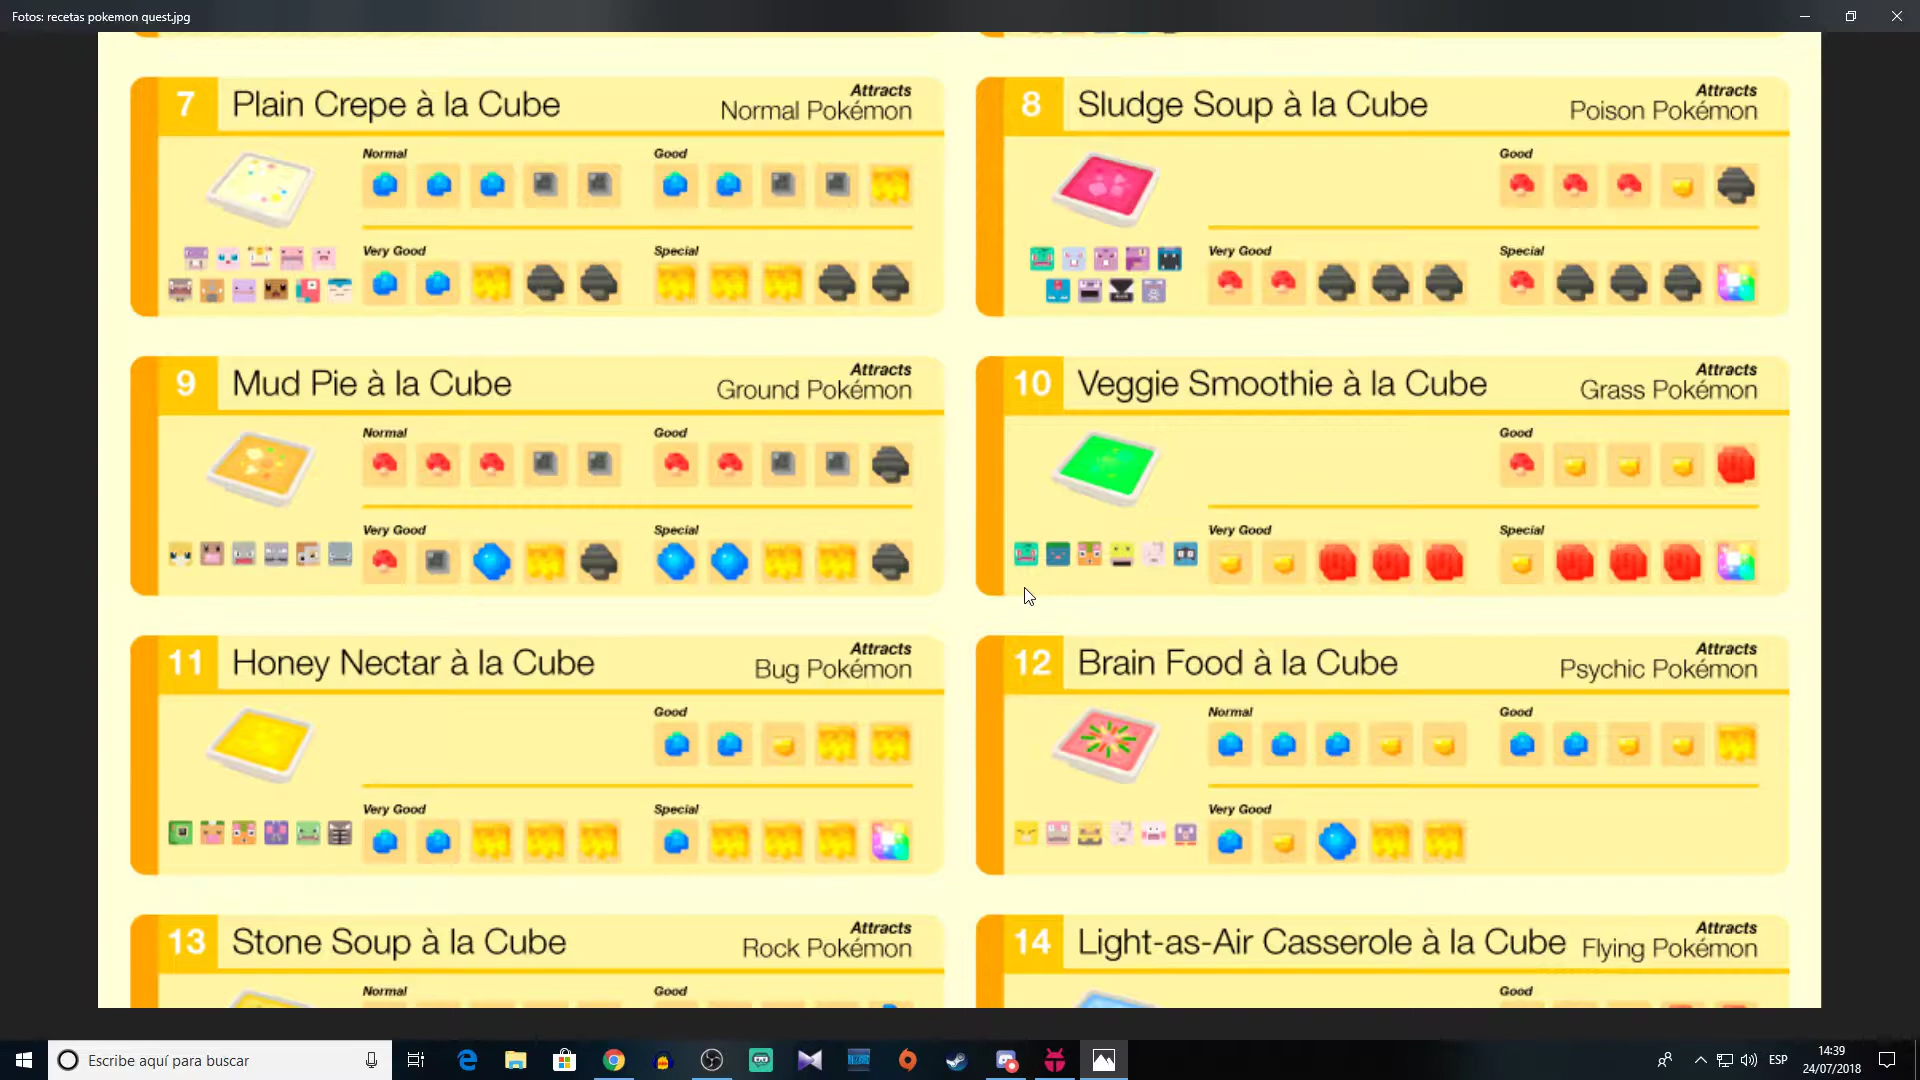 Fotos: recetas pokemon quest.jpg
7 Plain Crepe à la Cube Attracts
Normal Pokémon
Normal Good
Very Good Special
8 Sludge Soup à la Cube Attracts
Poison Pokémon
Good
Very Good Special
9 Mud Pie à la Cube Attracts
Ground Pokémon
Normal Good
Very Good Special
10 Veggie Smoothie à la Cube Attracts
Grass Pokémon
Good
Very Good Special
11 Honey Nectar à la Cube Attracts
Bug Pokémon
Good
Very Good Special
12 Brain Food à la Cube Attracts
Psychic Pokémon
Normal Good
Very Good
13 Stone Soup à la Cube Attracts
Rock Pokémon
Normal Good
14 Light-as-Air Casserole à la Cube Attracts
Flying Pokémon
Good
Escribe aquí para buscar
ESP
14:39
24/07/2018